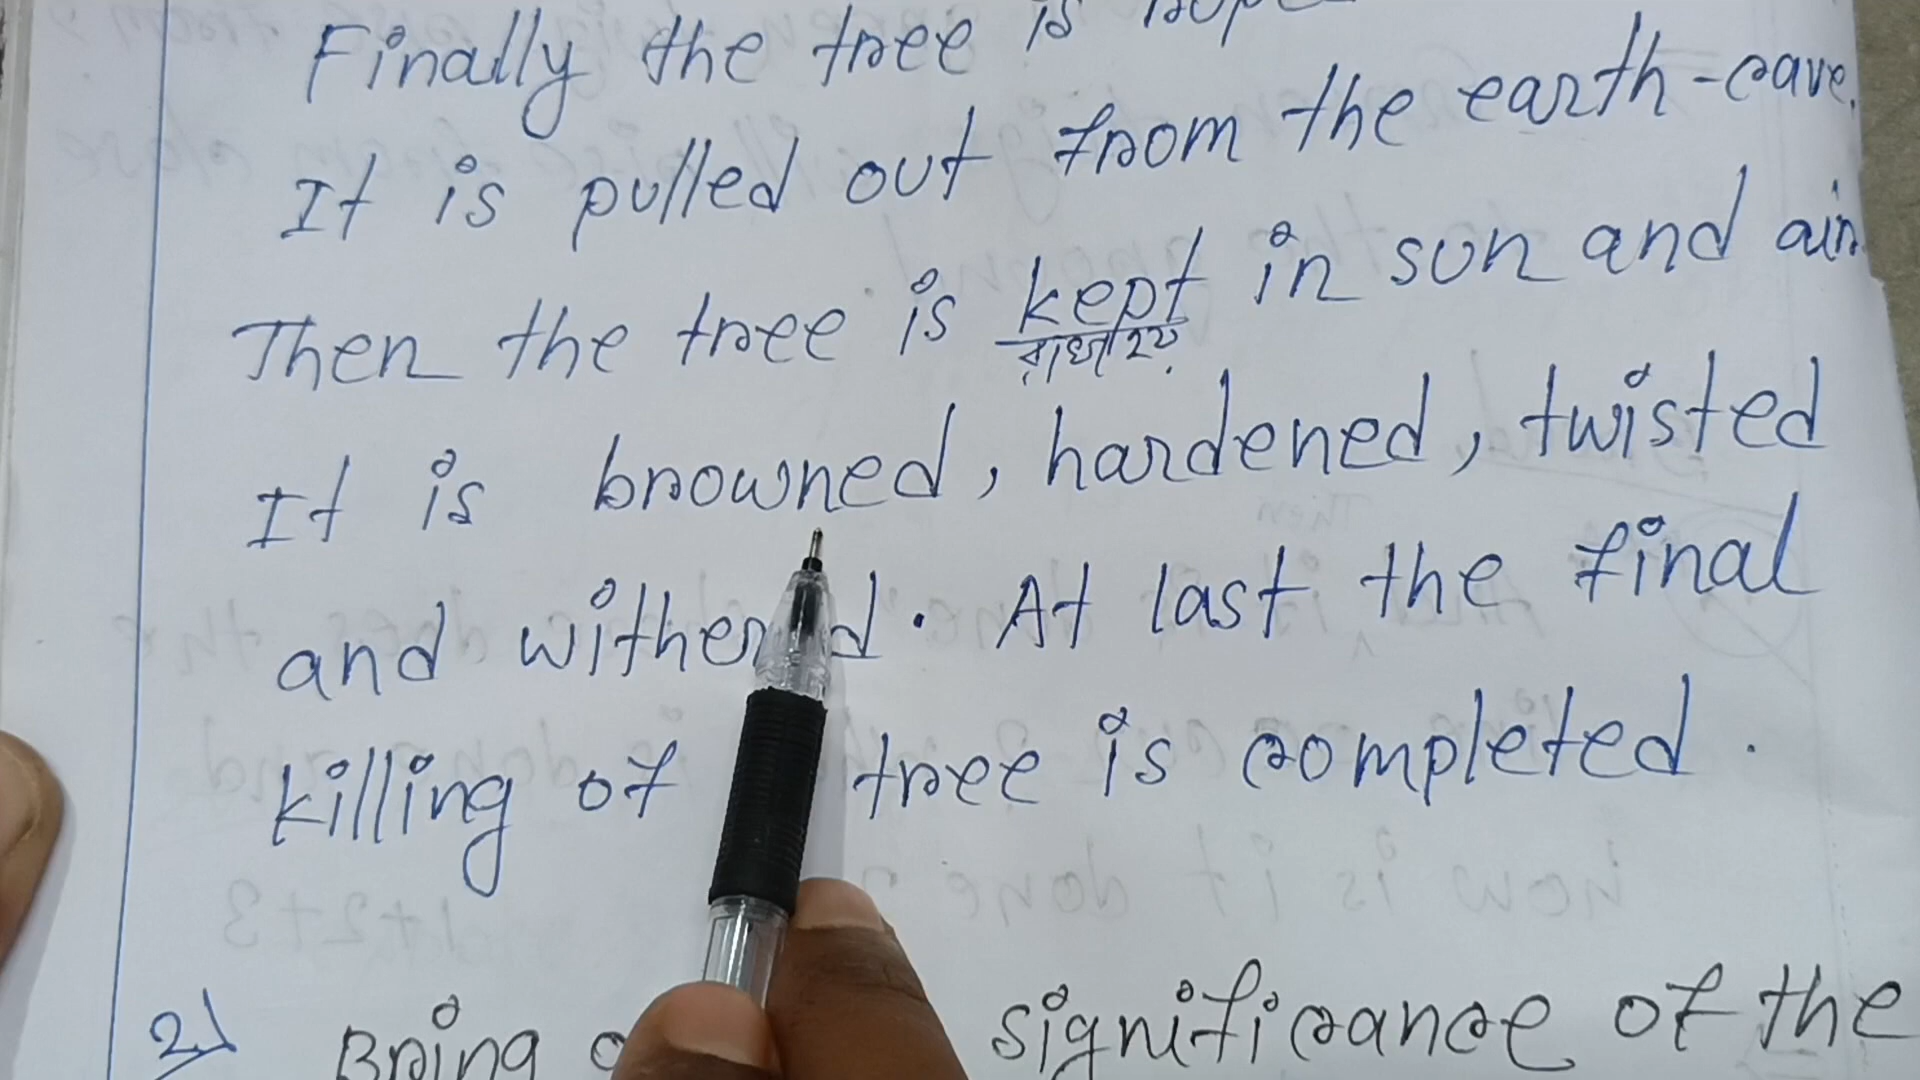 Finally the tree is
It is pulled out from the earth-cave.
Then the tree is kept in sun and air
রাখা হয়
It is browned, hardened, twisted
and withered. At last the final
killing of tree is completed.
2) Bring significance of the